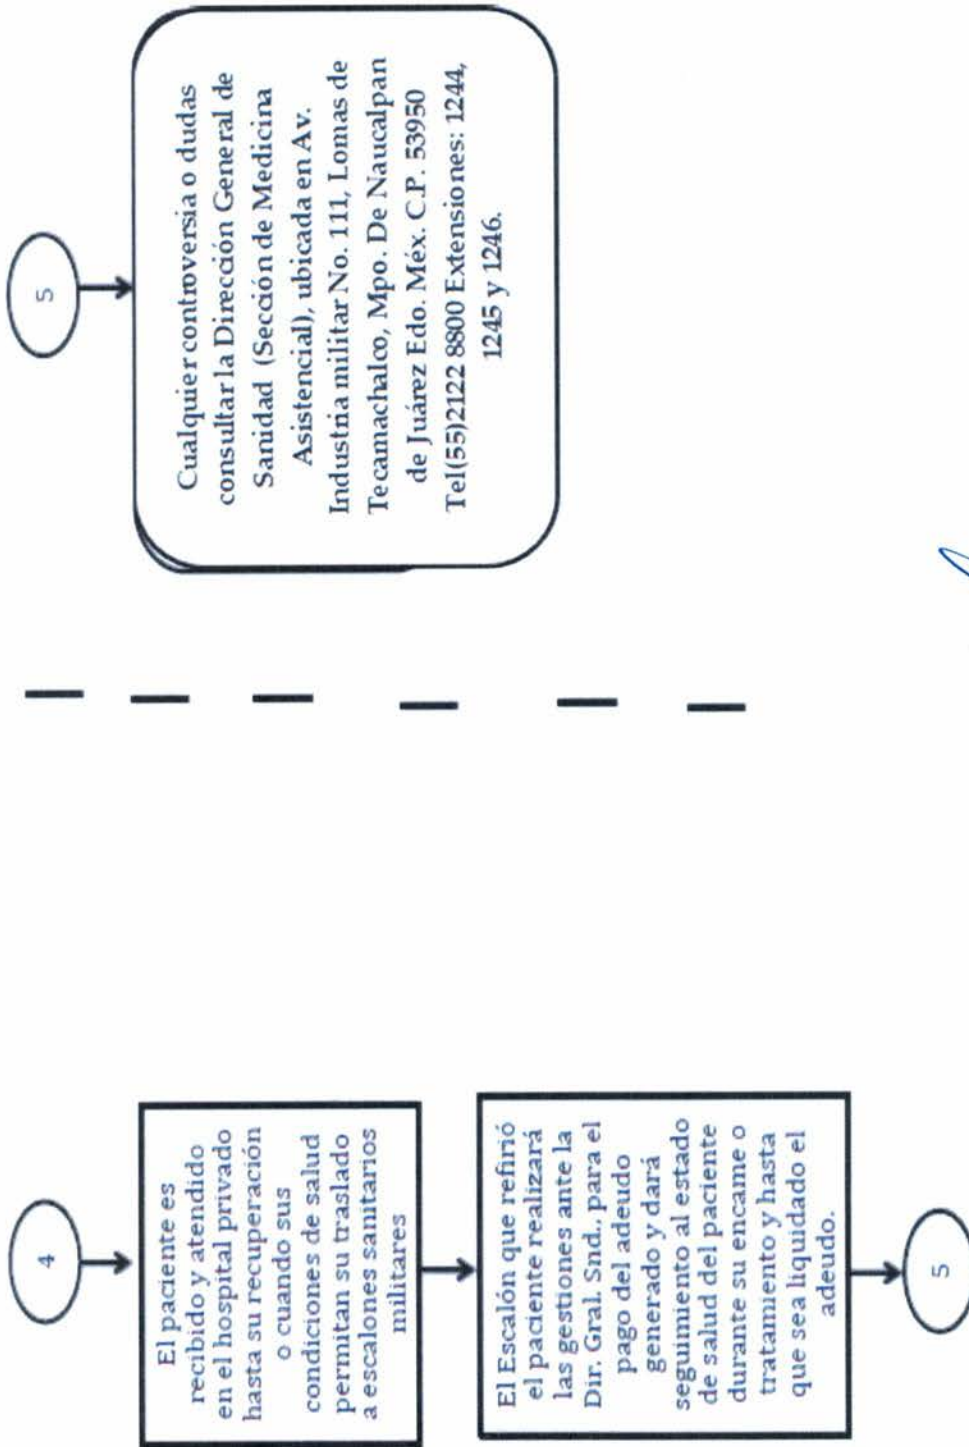 4
El paciente es
recibido y atendido
en el hospital privado
hasta su recuperación
o cuando sus
condiciones de salud
permitan su traslado
a escalones sanitarios
militares
El Escalón que refirió
el paciente realizará
las gestiones ante la
Dir. Gral. Snd., para el
pago del adeudo
generado y dará
seguimiento al estado
de salud del paciente
durante su encame o
tratamiento y hasta
que sea liquidado el
adeudo.
5
5
Cualquier controversia o dudas
consultar la Dirección General de
Sanidad (Sección de Medicina
Asistencial), ubicada en Av.
Industria militar No. 111, Lomas de
Tecamachalco, Mpo. De Naucalpan
de Juárez Edo. Méx. C.P. 53950
Tel(55)2122 8800 Extensiones: 1244,
1245 y 1246.